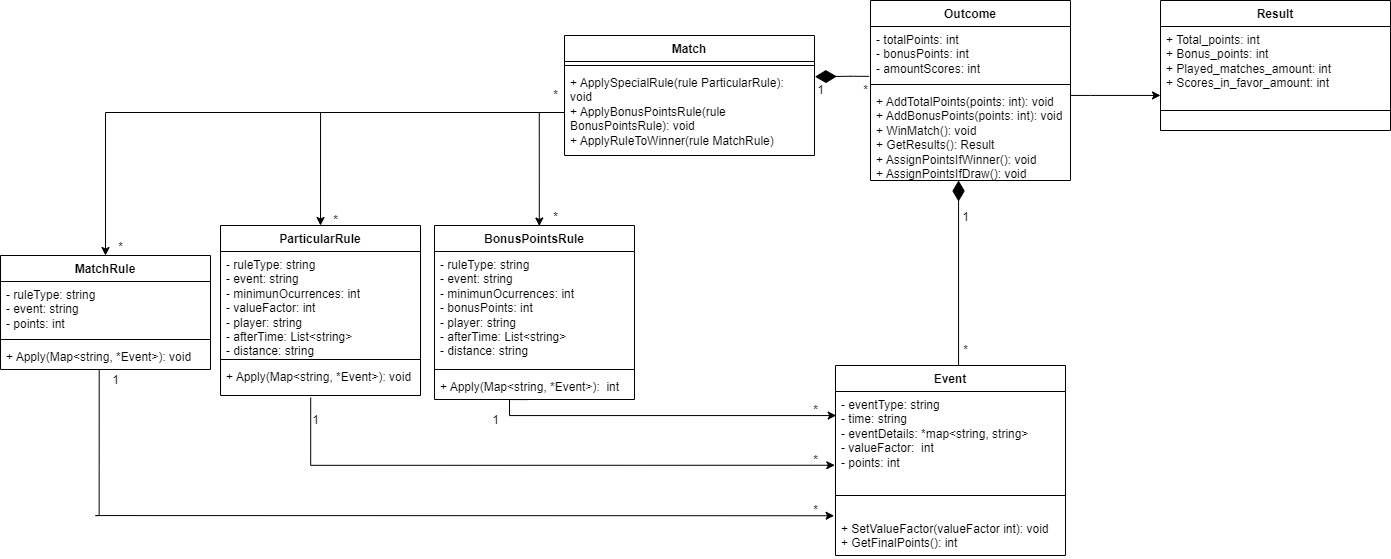 Outcome
- totalPoints: int
- bonusPoints: int
- amountScores: int
+ AddTotalPoints(points: int): void
+ AddBonusPoints(points: int): void
+ WinMatch(): void
+ GetResults(): Result
+ AssignPointsIfWinner(): void
+ AssignPointsIfDraw(): void
Result
+ Total_points: int
+ Bonus_points: int
+ Played_matches_amount: int
+ Scores_in_favor_amount: int
Match
+ ApplySpecialRule(rule ParticularRule):
void
+ ApplyBonusPointsRule(rule
BonusPointsRule): void
+ ApplyRuleToWinner(rule MatchRule)
1
*
*
*
*
*
1
MatchRule
- ruleType: string
- event: string
- points: int
+ Apply(Map<string, *Event>): void
1
ParticularRule
- ruleType: string
- event: string
- minimunOcurrences: int
- valueFactor: int
- player: string
- afterTime: List<string>
- distance: string
+ Apply(Map<string, *Event>): void
1
BonusPointsRule
- ruleType: string
- event: string
- minimunOcurrences: int
- bonusPoints: int
- player: string
- afterTime: List<string>
- distance: string
+ Apply(Map<string, *Event>): int
1
*
*
*
*
Event
- eventType: string
- time: string
- eventDetails: *map<string, string>
- valueFactor: int
- points: int
+ SetValueFactor(valueFactor int): void
+ GetFinalPoints(): int